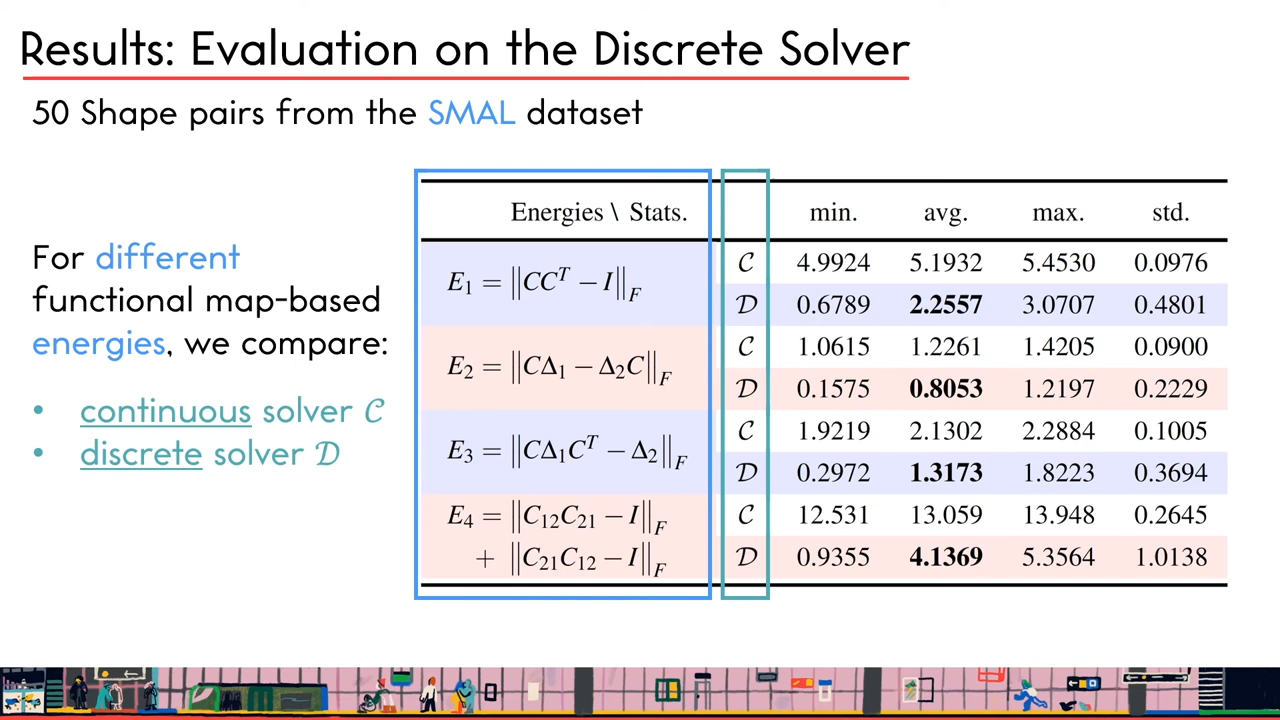 Results: Evaluation on the Discrete Solver
50 Shape pairs from the SMAL dataset
For different
functional map-based
energies, we compare:
• continuous solver 𝒞
• discrete solver 𝒟
Energies \ Stats. min. avg. max. std.
E₁ = ||CCᵀ − I||_F
𝒞 4.9924 5.1932 5.4530 0.0976
𝒟 0.6789 2.2557 3.0707 0.4801
E₂ = ||CΔ₁ − Δ₂C||_F
𝒞 1.0615 1.2261 1.4205 0.0900
𝒟 0.1575 0.8053 1.2197 0.2229
E₃ = ||CΔ₁Cᵀ − Δ₂||_F
𝒞 1.9219 2.1302 2.2884 0.1005
𝒟 0.2972 1.3173 1.8223 0.3694
E₄ = ||C₁₂C₂₁ − I||_F 𝒞 12.531 13.059 13.948 0.2645
+ ||C₂₁C₁₂ − I||_F 𝒟 0.9355 4.1369 5.3564 1.0138